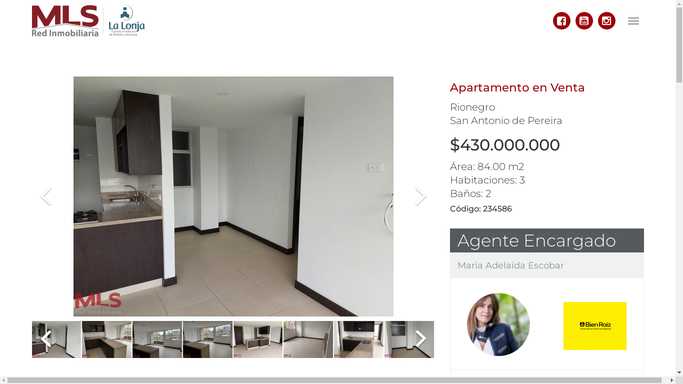 MLS
Red Inmobiliaria
La Lonja
Apartamento en Venta
Rionegro
San Antonio de Pereira
$430.000.000
Área: 84.00 m2
Habitaciones: 3
Baños: 2
Código: 234586
Agente Encargado
Maria Adelaida Escobar
MLS
Bien Raiz